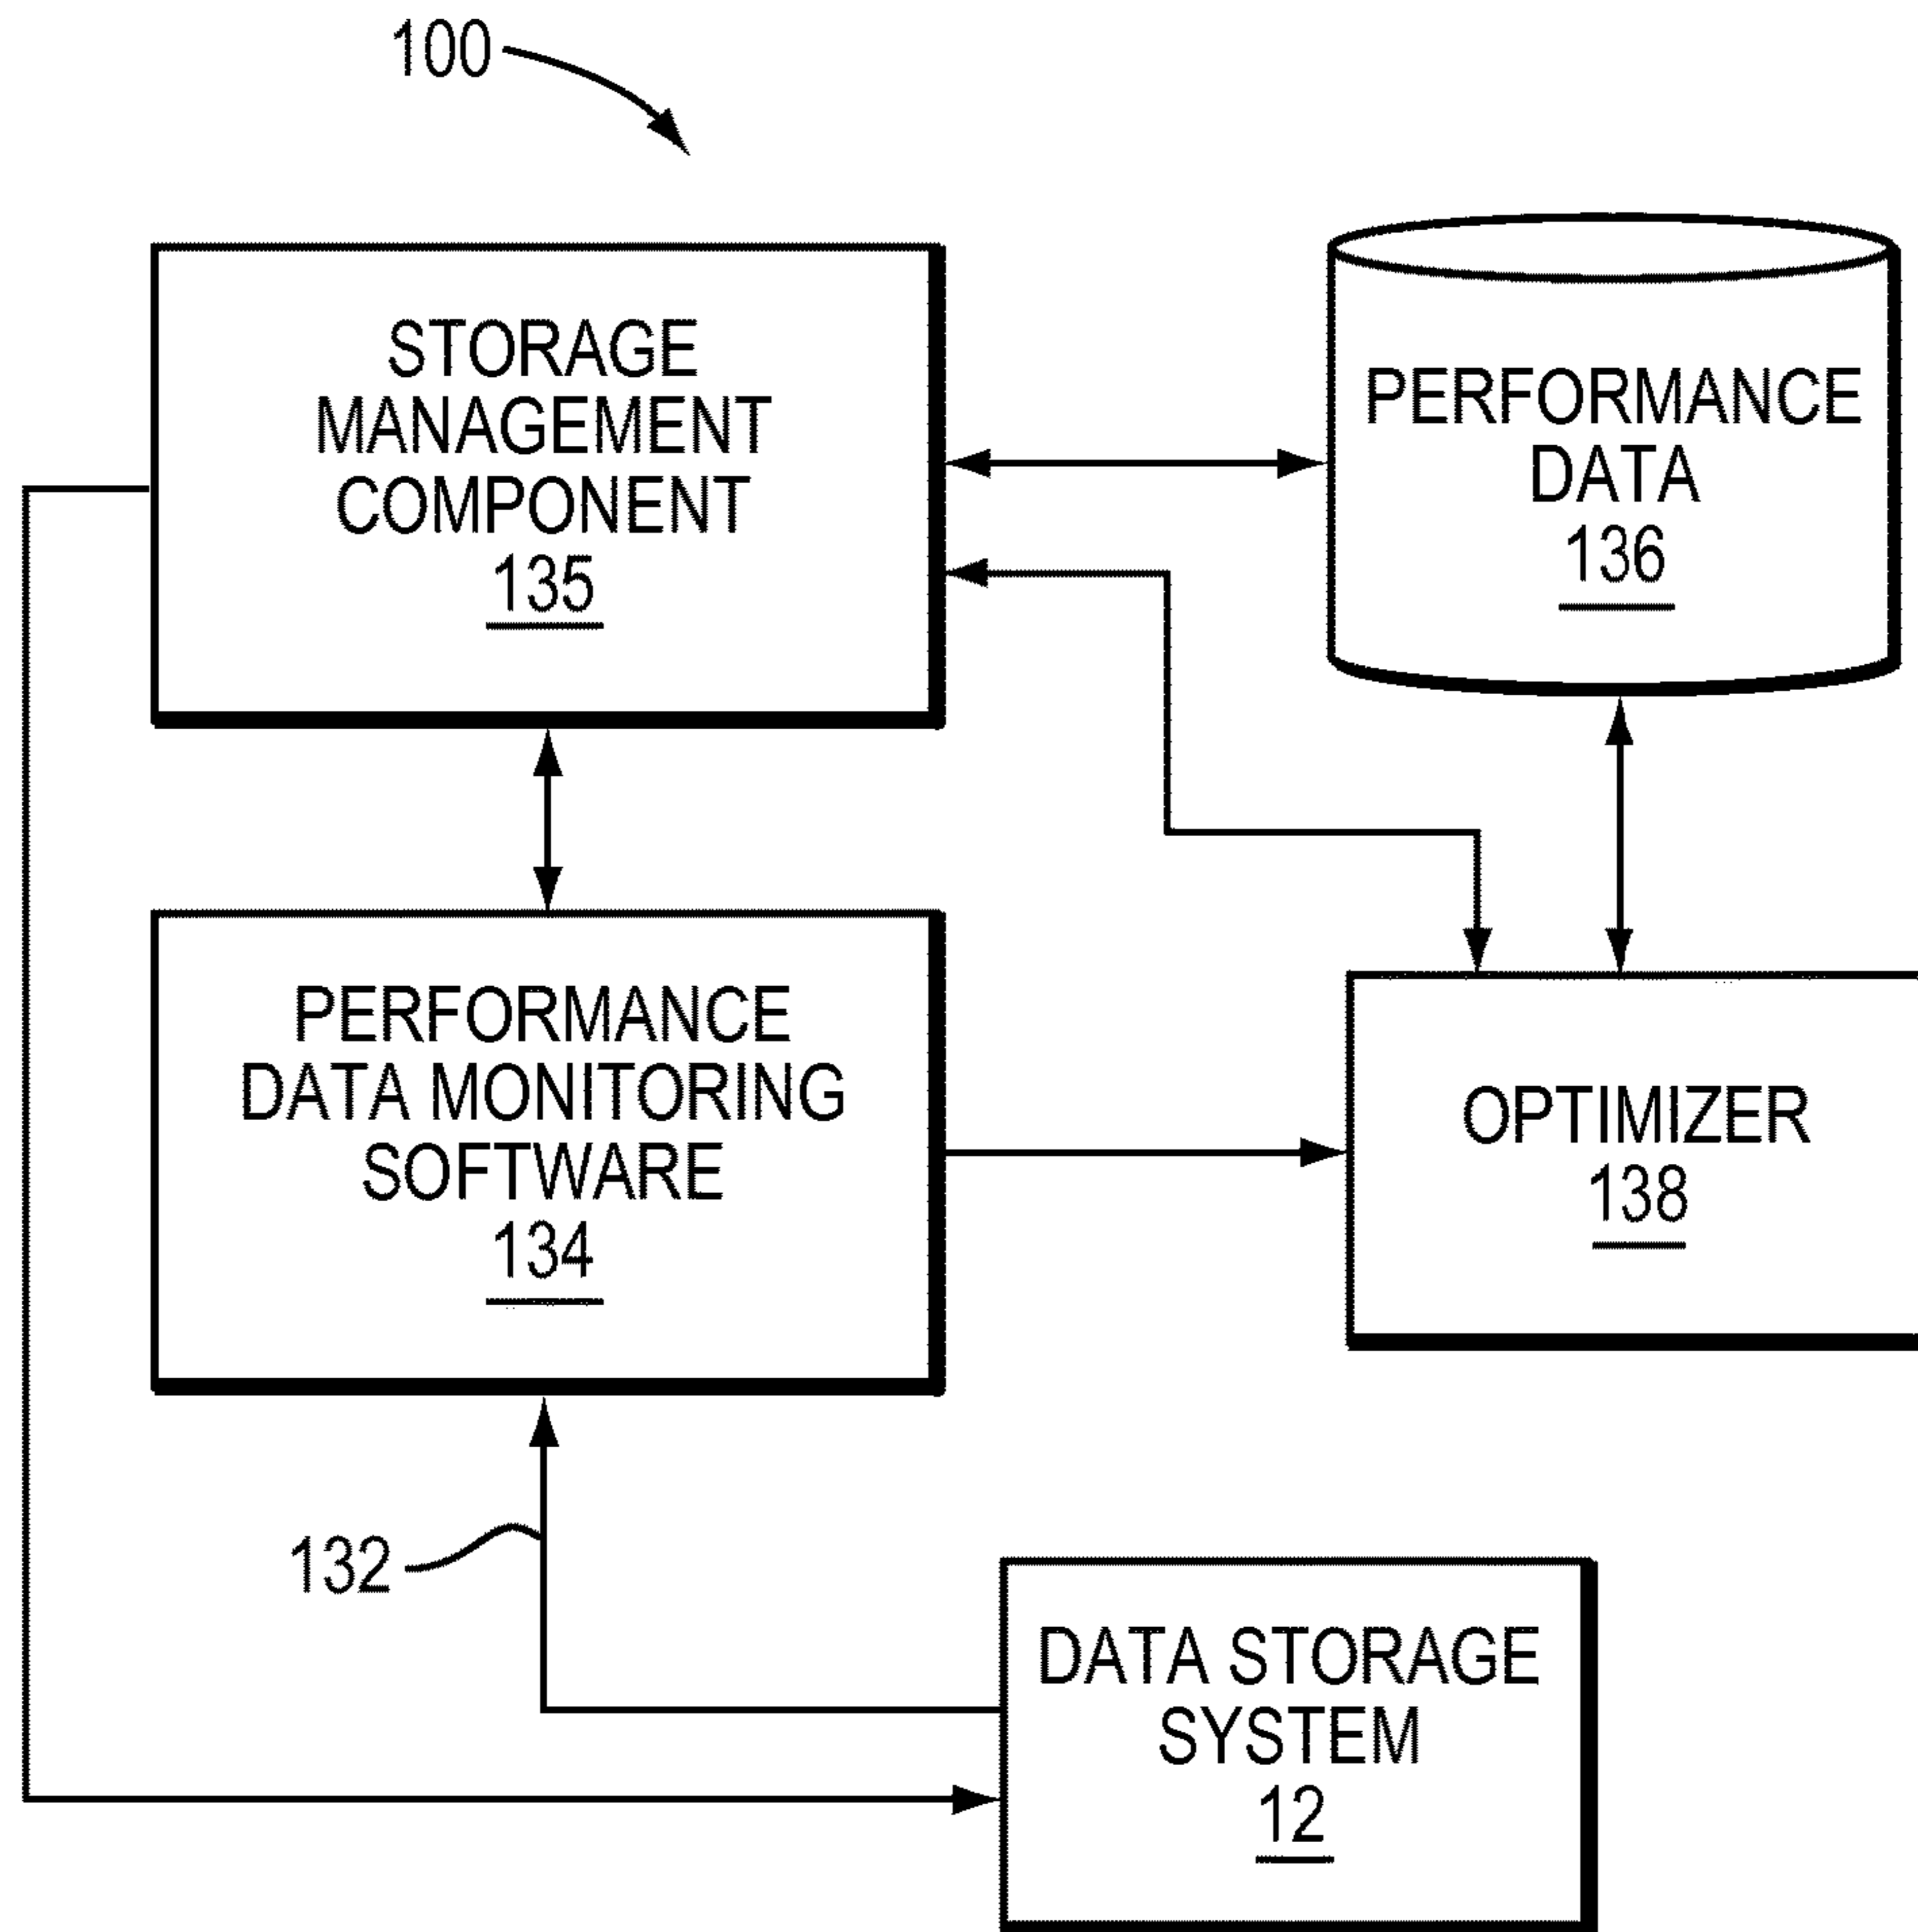 100
STORAGE
MANAGEMENT
COMPONENT
135
PERFORMANCE
DATA
136
PERFORMANCE
DATA MONITORING
SOFTWARE
134
OPTIMIZER
138
132
DATA STORAGE
SYSTEM
12